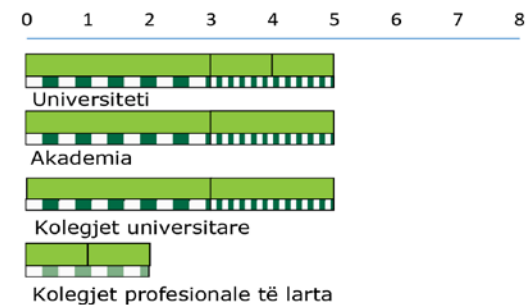 0 1 2 3 4 5 6 7 8
Universiteti
Akademia
Kolegjet universitare
Kolegjet profesionale të larta